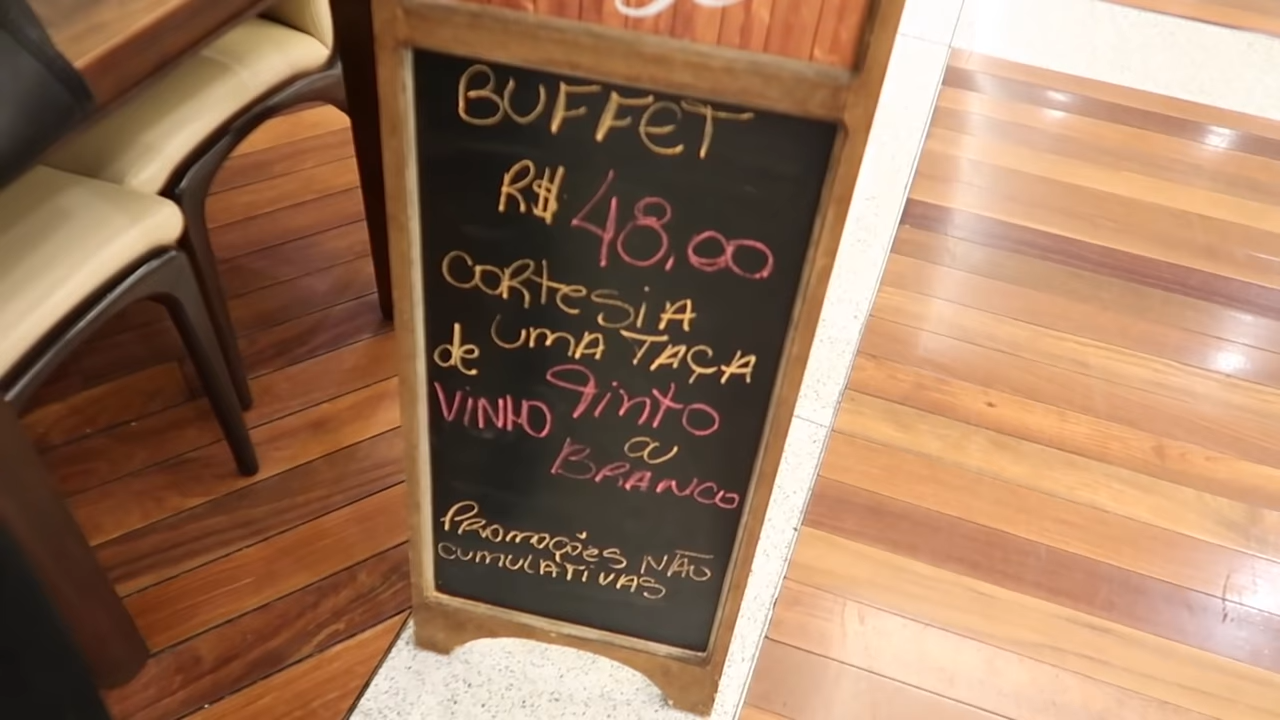 BUFFET
R$ 48,00
CORTESIA
de UMA TAÇA
VINHO TINTO
ou
BRANCO
PROMOÇÕES NÃO
CUMULATIVAS